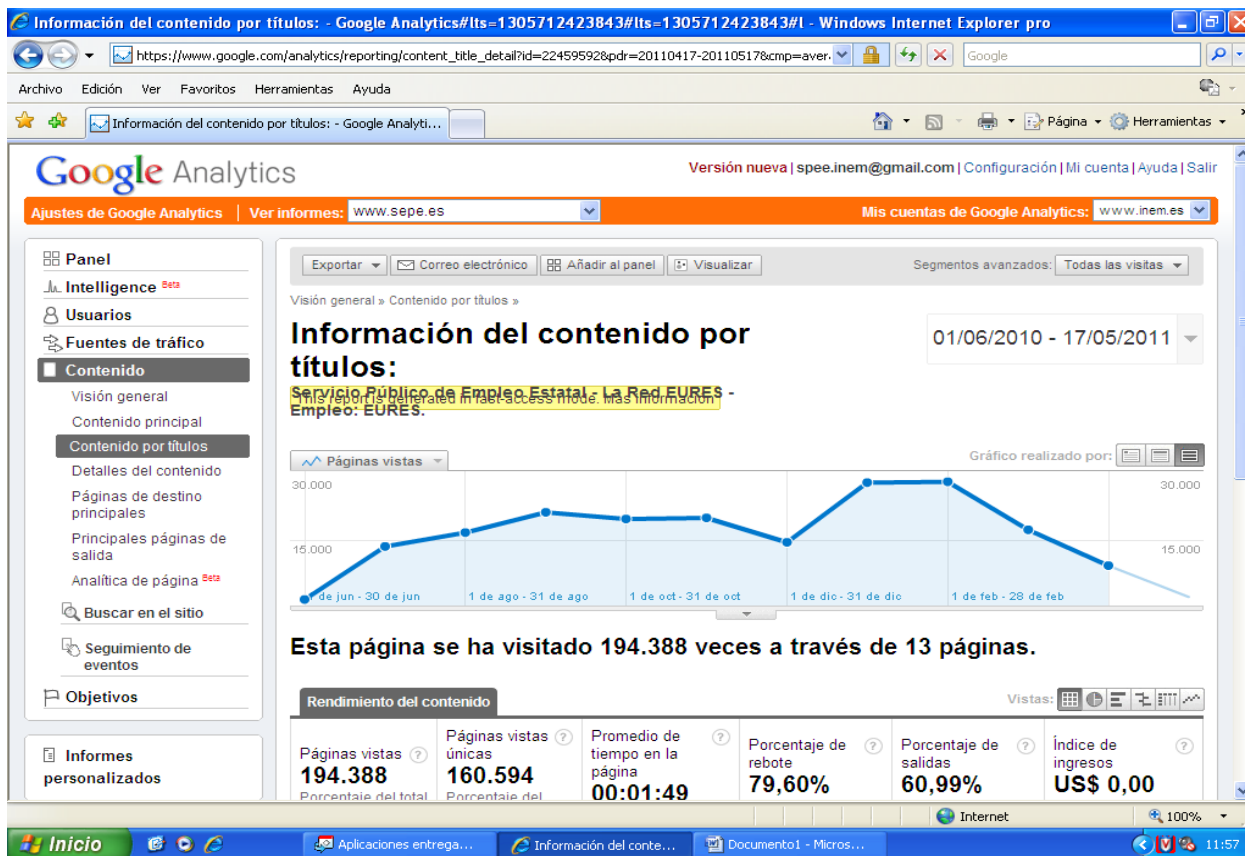 Información del contenido por títulos: - Google Analytics#lts=1305712423843#lts=1305712423843#l - Windows Internet Explorer pro
https://www.google.com/analytics/reporting/content_title_detail?id=22459592&pdr=20110417-20110517&cmp=aver.
Google
Archivo Edición Ver Favoritos Herramientas Ayuda
Información del contenido por títulos: - Google Analyti...
Página Herramientas
Google Analytics
Versión nueva | spee.inem@gmail.com | Configuración | Mi cuenta | Ayuda | Salir
Ajustes de Google Analytics | Ver informes: www.sepe.es
Mis cuentas de Google Analytics: www.inem.es
Panel
Intelligence Beta
Usuarios
Fuentes de tráfico
Contenido
Visión general
Contenido principal
Contenido por títulos
Detalles del contenido
Páginas de destino
principales
Principales páginas de
salida
Analítica de página Beta
Buscar en el sitio
Seguimiento de
eventos
Objetivos
Informes
personalizados
Exportar Correo electrónico Añadir al panel Visualizar
Segmentos avanzados: Todas las visitas
Visión general » Contenido por títulos »
Información del contenido por
títulos:
01/06/2010 - 17/05/2011
Servicio Público de Empleo Estatal - La Red EURES -
This report is generated in fast-access mode. Más información
Empleo: EURES.
Páginas vistas
Gráfico realizado por:
30.000 30.000
15.000 15.000
de jun - 30 de jun 1 de ago - 31 de ago 1 de oct - 31 de oct 1 de dic - 31 de dic 1 de feb - 28 de feb
Esta página se ha visitado 194.388 veces a través de 13 páginas.
Rendimiento del contenido
Vistas:
Páginas vistas ?
194.388
Porcentaje del total
Páginas vistas ?
únicas
160.594
Porcentaje del
Promedio de ?
tiempo en la
página
00:01:49
Porcentaje de ?
rebote
79,60%
Porcentaje de ?
salidas
60,99%
Índice de ?
ingresos
US$ 0,00
Internet
100%
Inicio
Aplicaciones entrega...
Información del conte...
Documento1 - Micros...
11:57